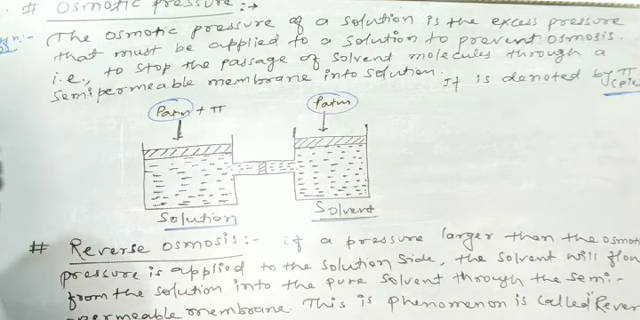 # Osmotic pressure :→
:- (The osmotic pressure of a solution is the excess pressure
that must be applied to a solution to prevent osmosis.
i.e., to stop the passage of solvent molecules through a
semipermeable membrane into solution. It is denoted by π
(pie
Patm + π
Patm
Solution
Solvent
# Reverse osmosis :- if a pressure larger than the osmo
pressure is applied to the solution side, the solvent will flow
from the solution into the pure solvent through the semi-
permeable membrane. This is phenomenon is called Rever